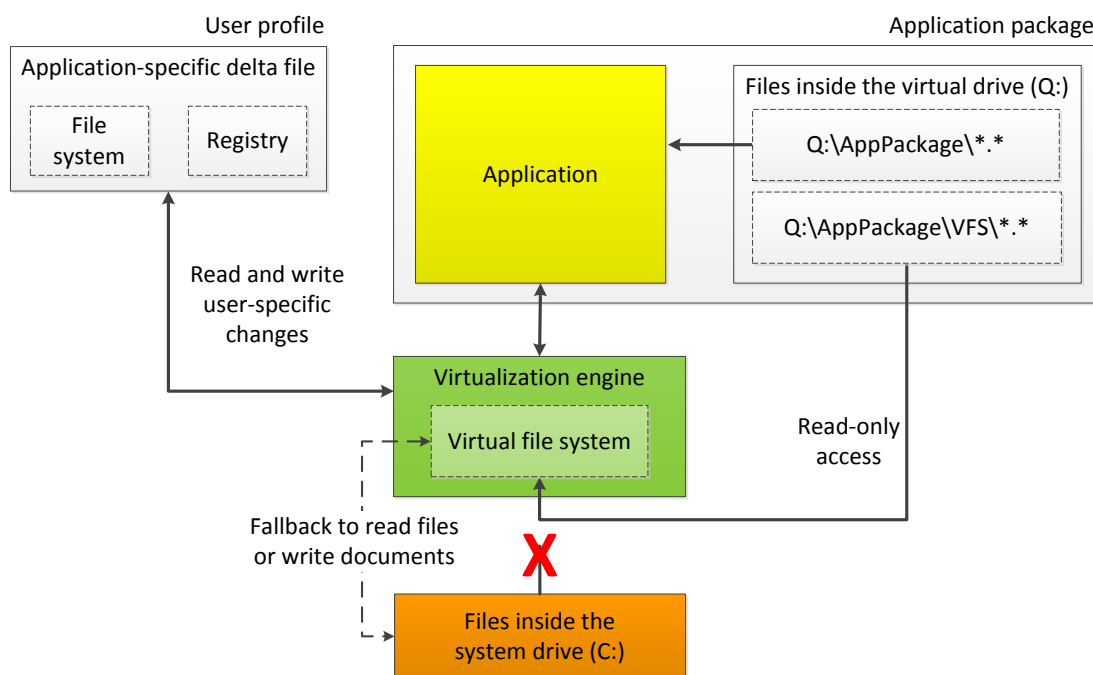 User profile
Application-specific delta file
File
system
Registry
Application package
Application
Files inside the virtual drive (Q:)
Q:\AppPackage\*.*
Q:\AppPackage\VFS\*.*
Read and write
user-specific
changes
Virtualization engine
Virtual file system
Read-only
access
Fallback to read files
or write documents
X
Files inside the
system drive (C:)